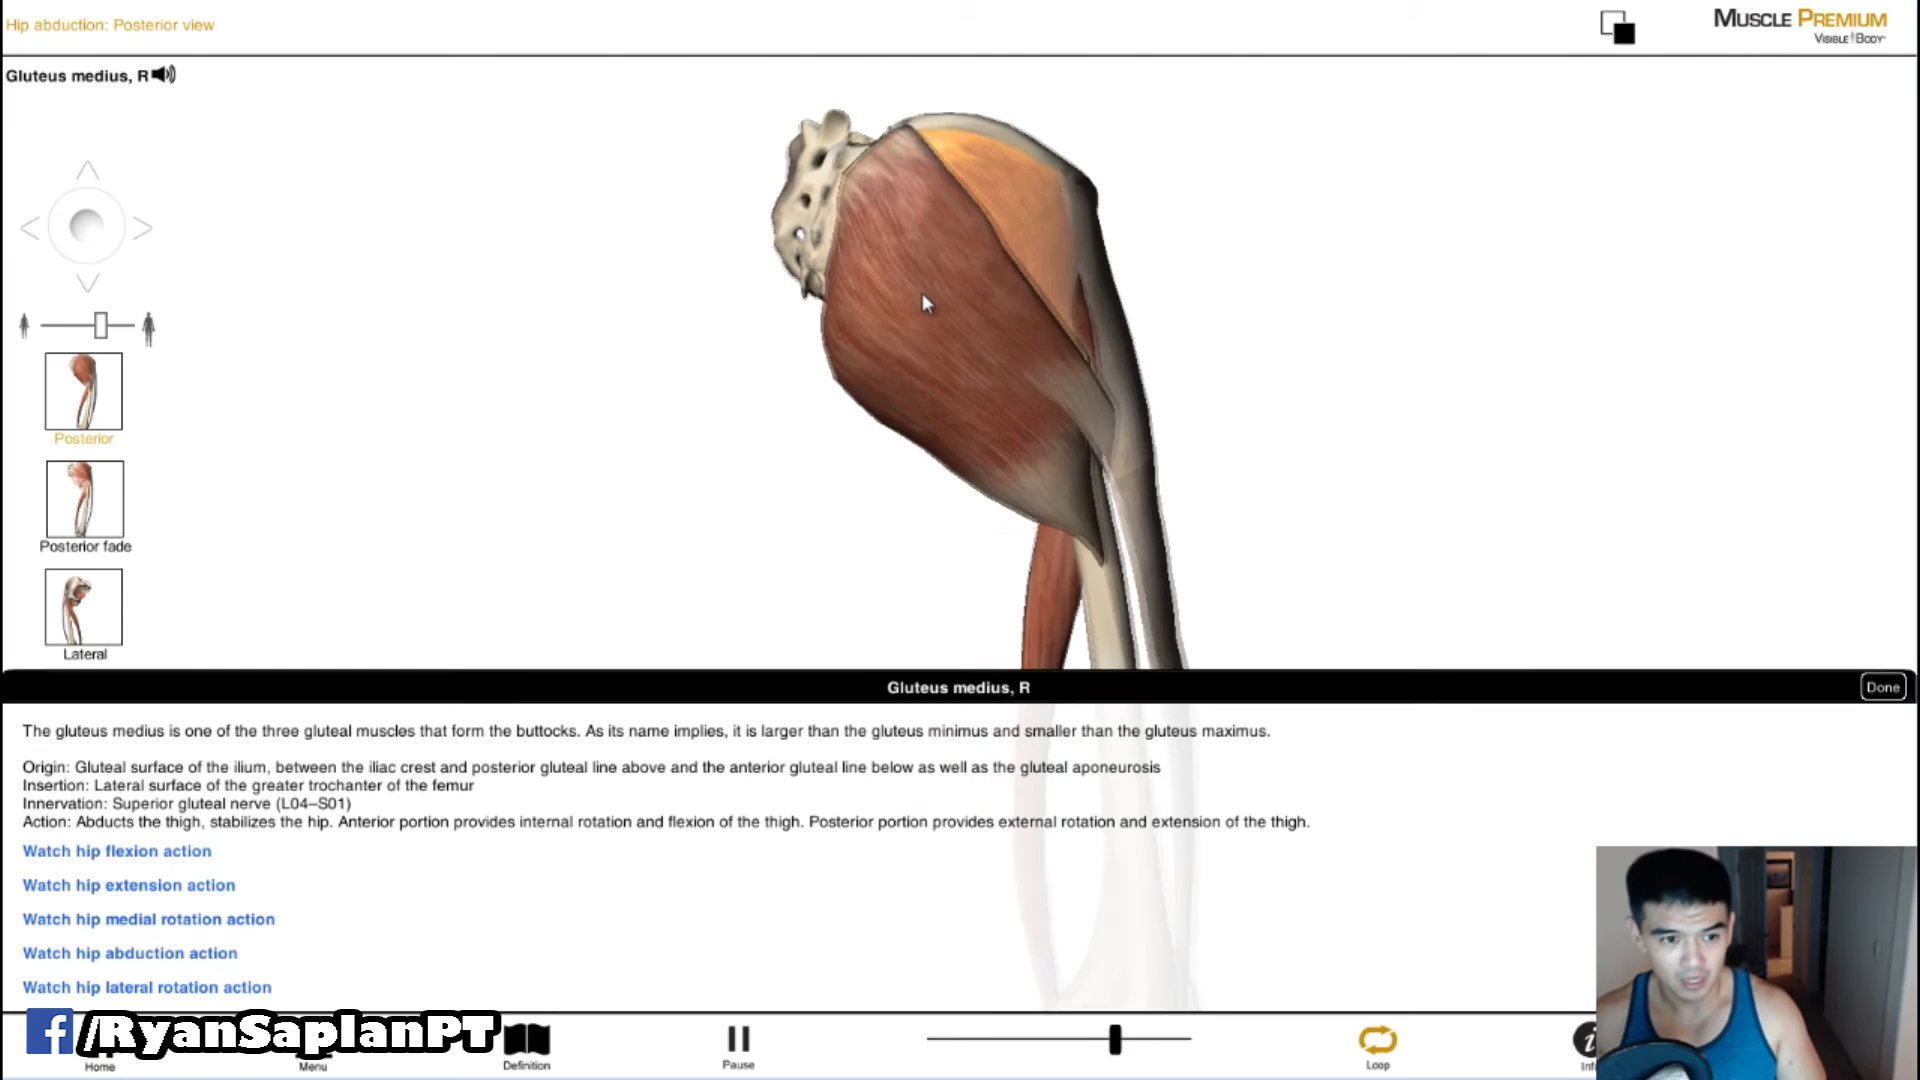 Hip abduction: Posterior view
MUSCLE PREMIUM
VISIBLE BODY
Gluteus medius, R
Posterior
Posterior fade
Lateral
Gluteus medius, R
Done
The gluteus medius is one of the three gluteal muscles that form the buttocks. As its name implies, it is larger than the gluteus minimus and smaller than the gluteus maximus.
Origin: Gluteal surface of the ilium, between the iliac crest and posterior gluteal line above and the anterior gluteal line below as well as the gluteal aponeurosis
Insertion: Lateral surface of the greater trochanter of the femur
Innervation: Superior gluteal nerve (L04–S01)
Action: Abducts the thigh, stabilizes the hip. Anterior portion provides internal rotation and flexion of the thigh. Posterior portion provides external rotation and extension of the thigh.
Watch hip flexion action
Watch hip extension action
Watch hip medial rotation action
Watch hip abduction action
Watch hip lateral rotation action
f /RyanSaplanPT
Home
Menu
Definition
Pause
Loop